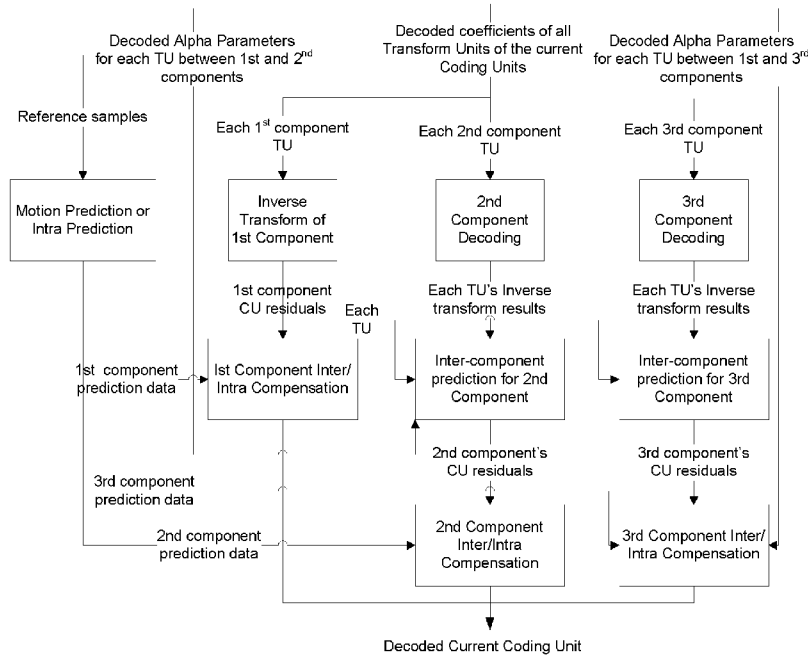 Decoded Alpha Parameters
for each TU between 1st and 2nd
components
Decoded coefficients of all
Transform Units of the current
Coding Units
Decoded Alpha Parameters
for each TU between 1st and 3rd
components
Reference samples
Each 1st component
TU
Each 2nd component
TU
Each 3rd component
TU
Motion Prediction or
Intra Prediction
Inverse
Transform of
1st Component
2nd
Component
Decoding
3rd
Component
Decoding
1st component
CU residuals
Each
TU
Each TU's Inverse
transform results
Each TU's Inverse
transform results
1st component
prediction data
Ist Component Inter/
Intra Compensation
Inter-component
prediction for 2nd
Component
Inter-component
prediction for 3rd
Component
2nd component's
CU residuals
3rd component's
CU residuals
3rd component
prediction data
2nd component
prediction data
2nd Component
Inter/Intra
Compensation
3rd Component Inter/
Intra Compensation
Decoded Current Coding Unit